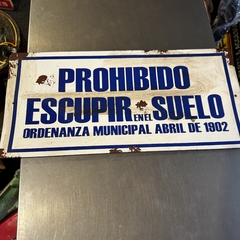 PROHIBIDO
ESCUPIR EN EL SUELO
ORDENANZA MUNICIPAL ABRIL DE 1902